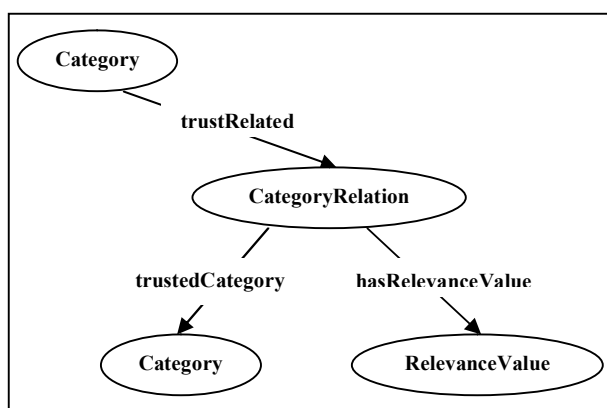 Category
trustRelated
CategoryRelation
trustedCategory hasRelevanceValue
Category RelevanceValue